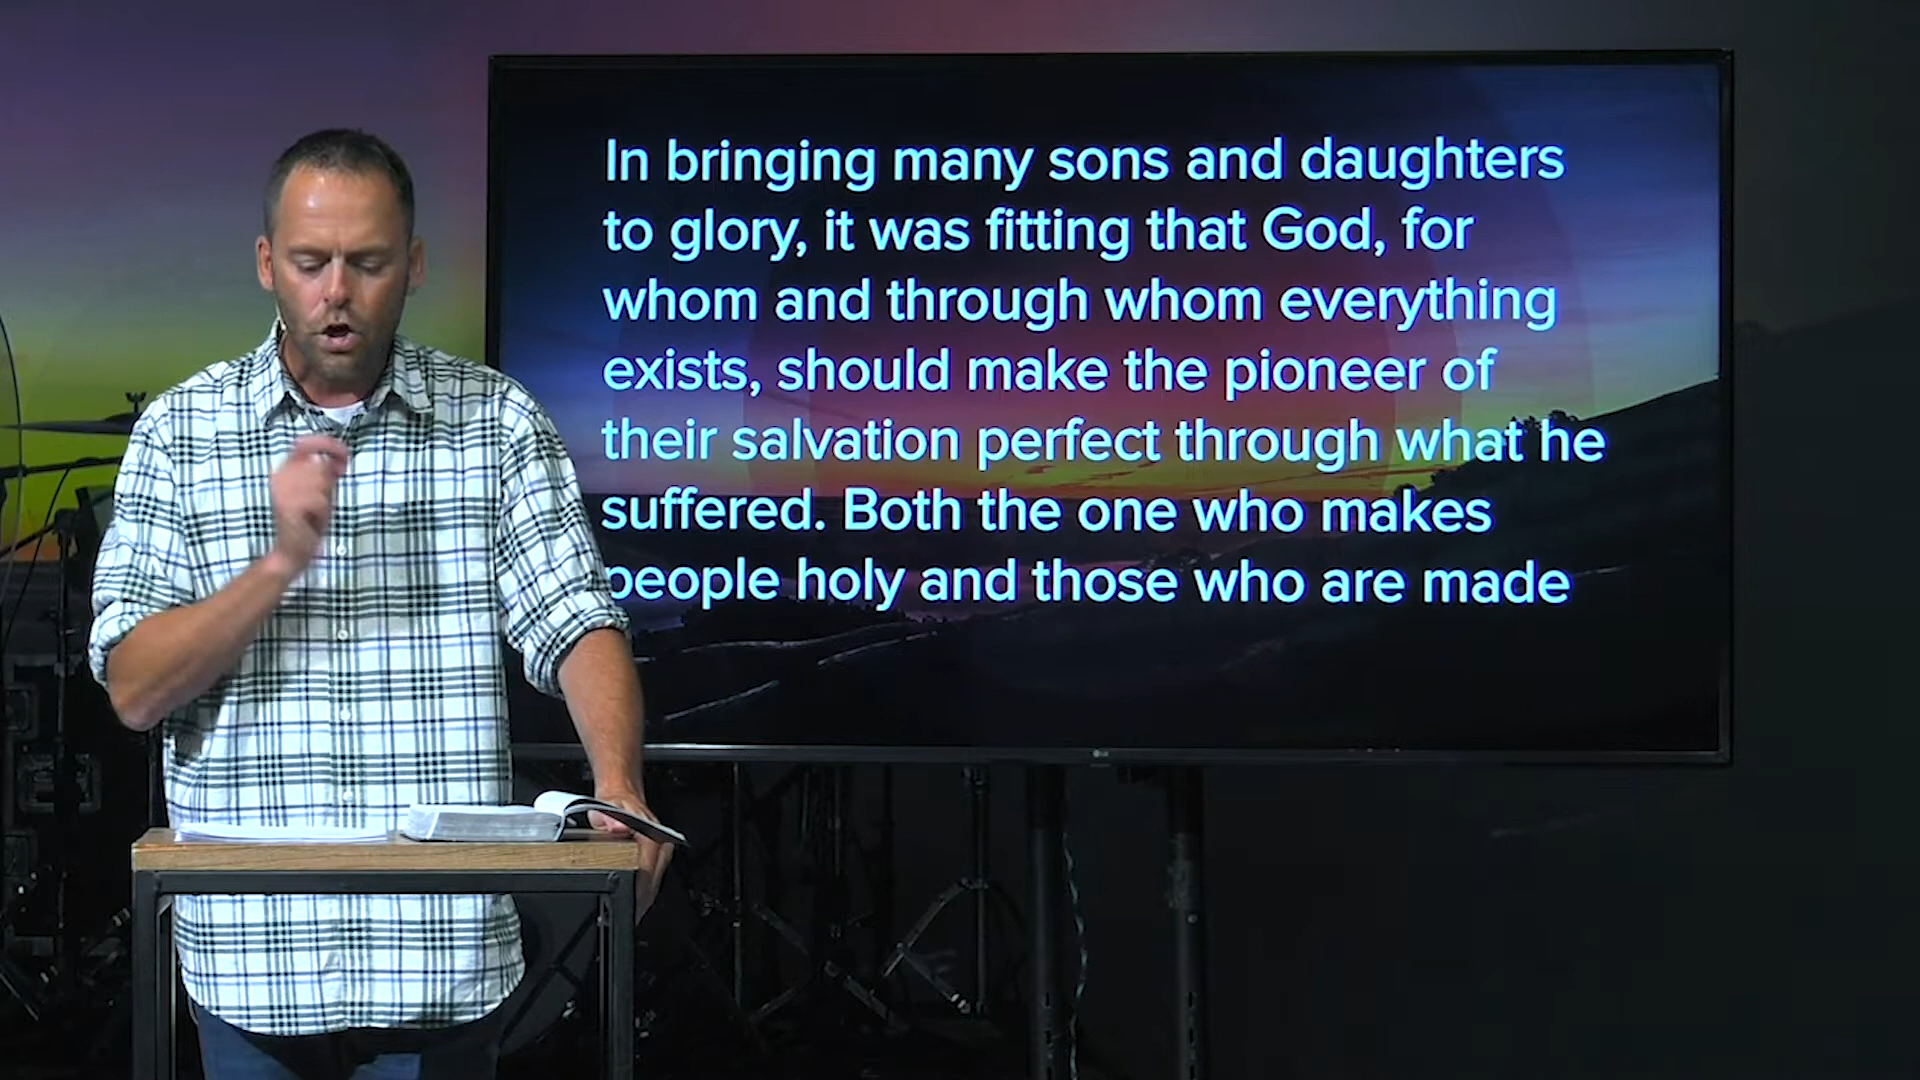 In bringing many sons and daughters
to glory, it was fitting that God, for
whom and through whom everything
exists, should make the pioneer of
their salvation perfect through what he
suffered. Both the one who makes
people holy and those who are made
LG